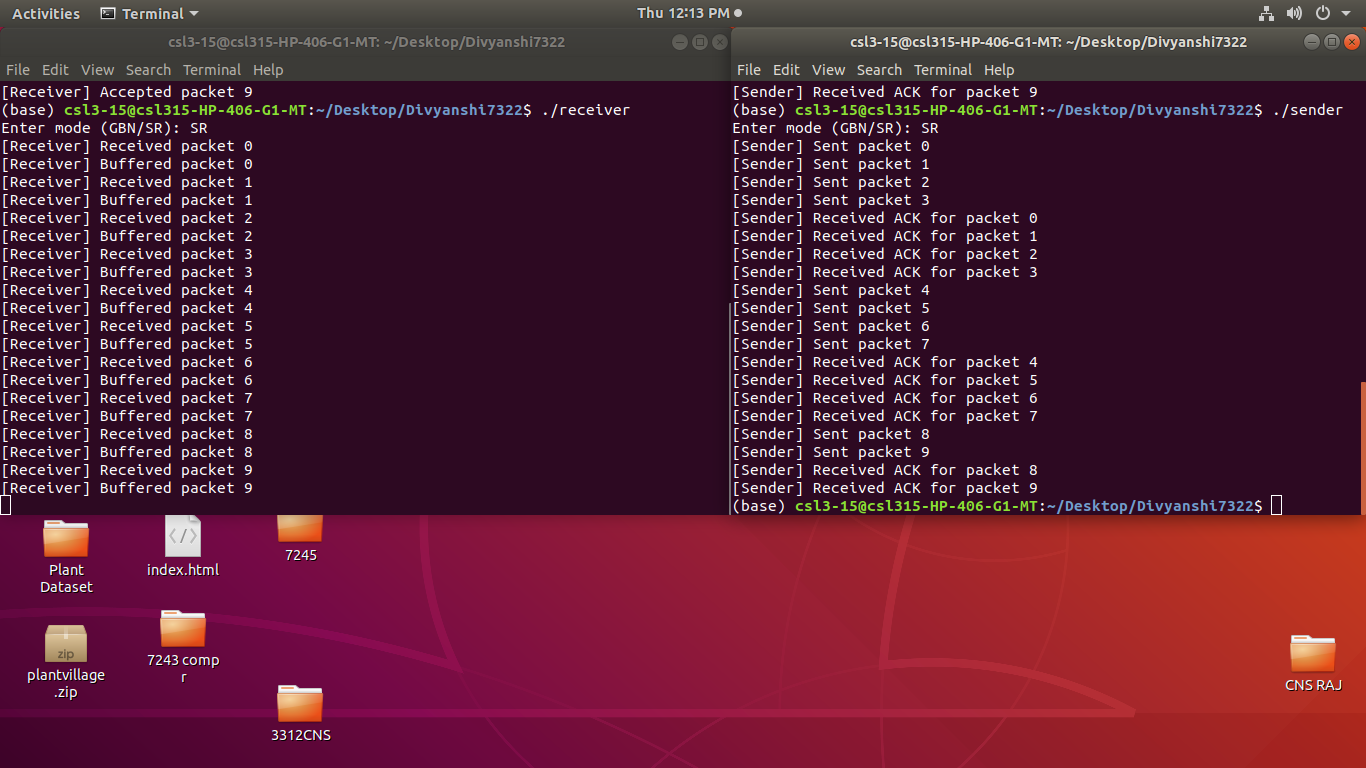 Activities Terminal Thu 12:13 PM
csl3-15@csl315-HP-406-G1-MT: ~/Desktop/Divyanshi7322
File Edit View Search Terminal Help
[Receiver] Accepted packet 9
(base) csl3-15@csl315-HP-406-G1-MT:~/Desktop/Divyanshi7322$ ./receiver
Enter mode (GBN/SR): SR
[Receiver] Received packet 0
[Receiver] Buffered packet 0
[Receiver] Received packet 1
[Receiver] Buffered packet 1
[Receiver] Received packet 2
[Receiver] Buffered packet 2
[Receiver] Received packet 3
[Receiver] Buffered packet 3
[Receiver] Received packet 4
[Receiver] Buffered packet 4
[Receiver] Received packet 5
[Receiver] Buffered packet 5
[Receiver] Received packet 6
[Receiver] Buffered packet 6
[Receiver] Received packet 7
[Receiver] Buffered packet 7
[Receiver] Received packet 8
[Receiver] Buffered packet 8
[Receiver] Received packet 9
[Receiver] Buffered packet 9
csl3-15@csl315-HP-406-G1-MT: ~/Desktop/Divyanshi7322
File Edit View Search Terminal Help
[Sender] Received ACK for packet 9
(base) csl3-15@csl315-HP-406-G1-MT:~/Desktop/Divyanshi7322$ ./sender
Enter mode (GBN/SR): SR
[Sender] Sent packet 0
[Sender] Sent packet 1
[Sender] Sent packet 2
[Sender] Sent packet 3
[Sender] Received ACK for packet 0
[Sender] Received ACK for packet 1
[Sender] Received ACK for packet 2
[Sender] Received ACK for packet 3
[Sender] Sent packet 4
[Sender] Sent packet 5
[Sender] Sent packet 6
[Sender] Sent packet 7
[Sender] Received ACK for packet 4
[Sender] Received ACK for packet 5
[Sender] Received ACK for packet 6
[Sender] Received ACK for packet 7
[Sender] Sent packet 8
[Sender] Sent packet 9
[Sender] Received ACK for packet 8
[Sender] Received ACK for packet 9
(base) csl3-15@csl315-HP-406-G1-MT:~/Desktop/Divyanshi7322$
Plant
Dataset
index.html
7245
zip
plantvillage
.zip
7243 comp
r
3312CNS
CNS RAJ